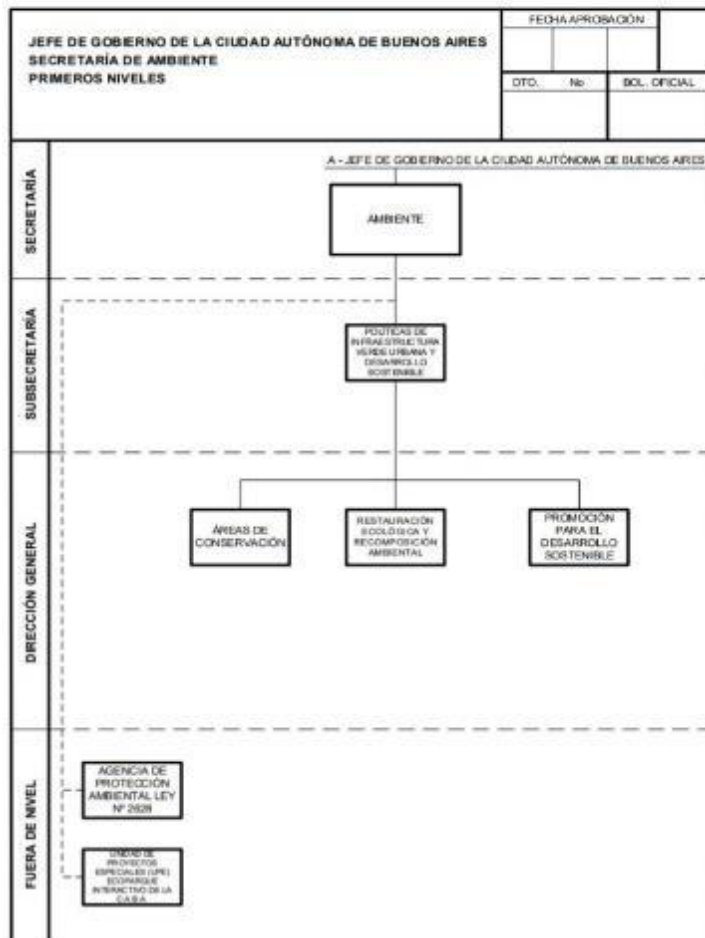 JEFE DE GOBIERNO DE LA CIUDAD AUTÓNOMA DE BUENOS AIRES
SECRETARÍA DE AMBIENTE
PRIMEROS NIVELES
FECHA APROBACIÓN
DTO. No BOL. OFICIAL
SECRETARÍA
A - JEFE DE GOBIERNO DE LA CIUDAD AUTÓNOMA DE BUENOS AIRES
AMBIENTE
SUBSECRETARÍA
POLÍTICAS DE
INFRAESTRUCTURA
VERDE URBANA Y
DESARROLLO
SOSTENIBLE
DIRECCIÓN GENERAL
ÁREAS DE
CONSERVACIÓN
RESTAURACIÓN
ECOLÓGICA Y
RECOMPOSICIÓN
AMBIENTAL
PROMOCIÓN
PARA EL
DESARROLLO
SOSTENIBLE
FUERA DE NIVEL
AGENCIA DE
PROTECCIÓN
AMBIENTAL LEY
Nº 2628
UNIDAD DE
PROYECTOS
ESPECIALES (UPE)
ECOPARQUE
INTERACTIVO DE LA
C.A.B.A.